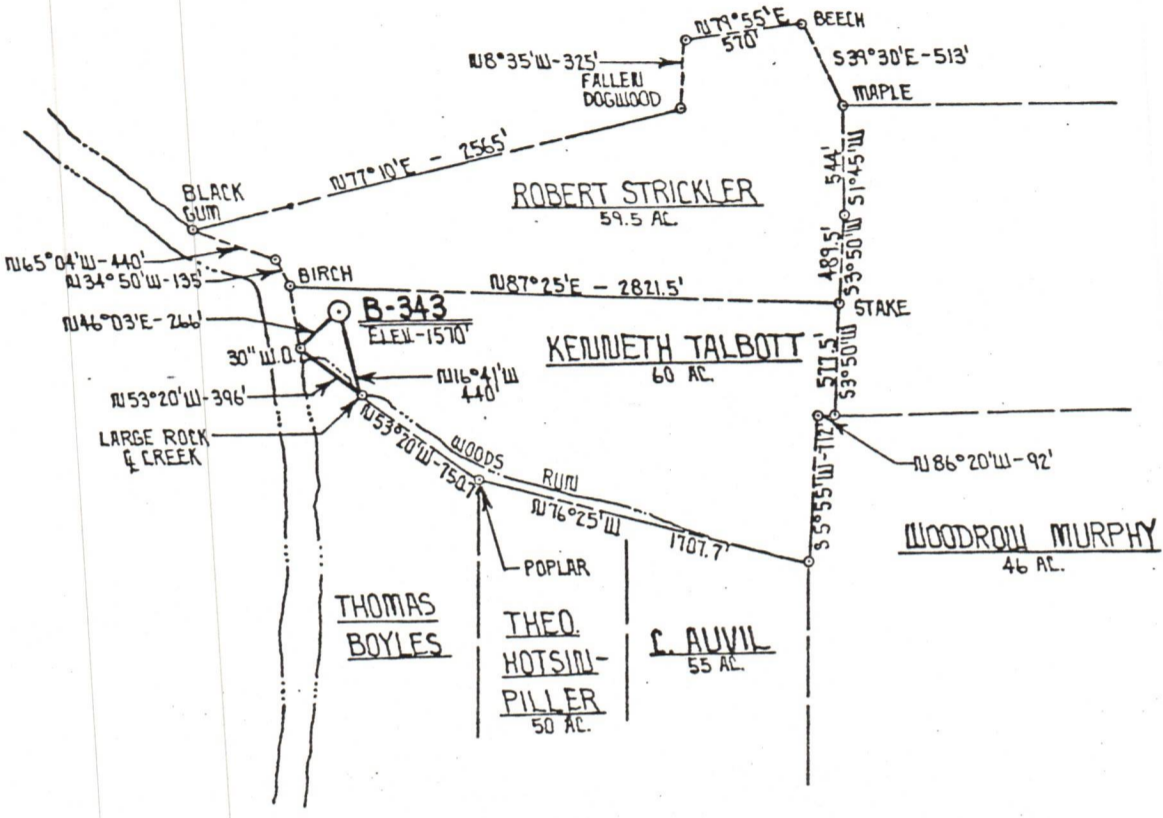 N79°55'E
570'
BEECH
N8°35'W-325'
S39°30'E-513'
FALLEN
DOGWOOD
MAPLE
N77°10'E - 2565'
544'
S1°45'W
BLACK
GUM
ROBERT STRICKLER
59.5 AC.
N65°04'W-440'
N34°50'W-135'
489.5'
S3°50'W
BIRCH
N87°25'E - 2821.5'
STAKE
N46°03'E-266'
B-343
ELEV.-1570'
30" W.O.
KENNETH TALBOTT
60 AC.
577.5'
S3°50'W
N16°41'W
440'
N53°20'W-396'
LARGE ROCK
℄ CREEK
N53°20'W-750.7'
WOODS RUN
N86°20'W-92'
S5°55'W-712'
N76°25'W
1707.7'
WOODROW MURPHY
46 AC.
POPLAR
THOMAS
BOYLES
THEO.
HOTSIN-
PILLER
50 AC.
C. AUVIL
55 AC.